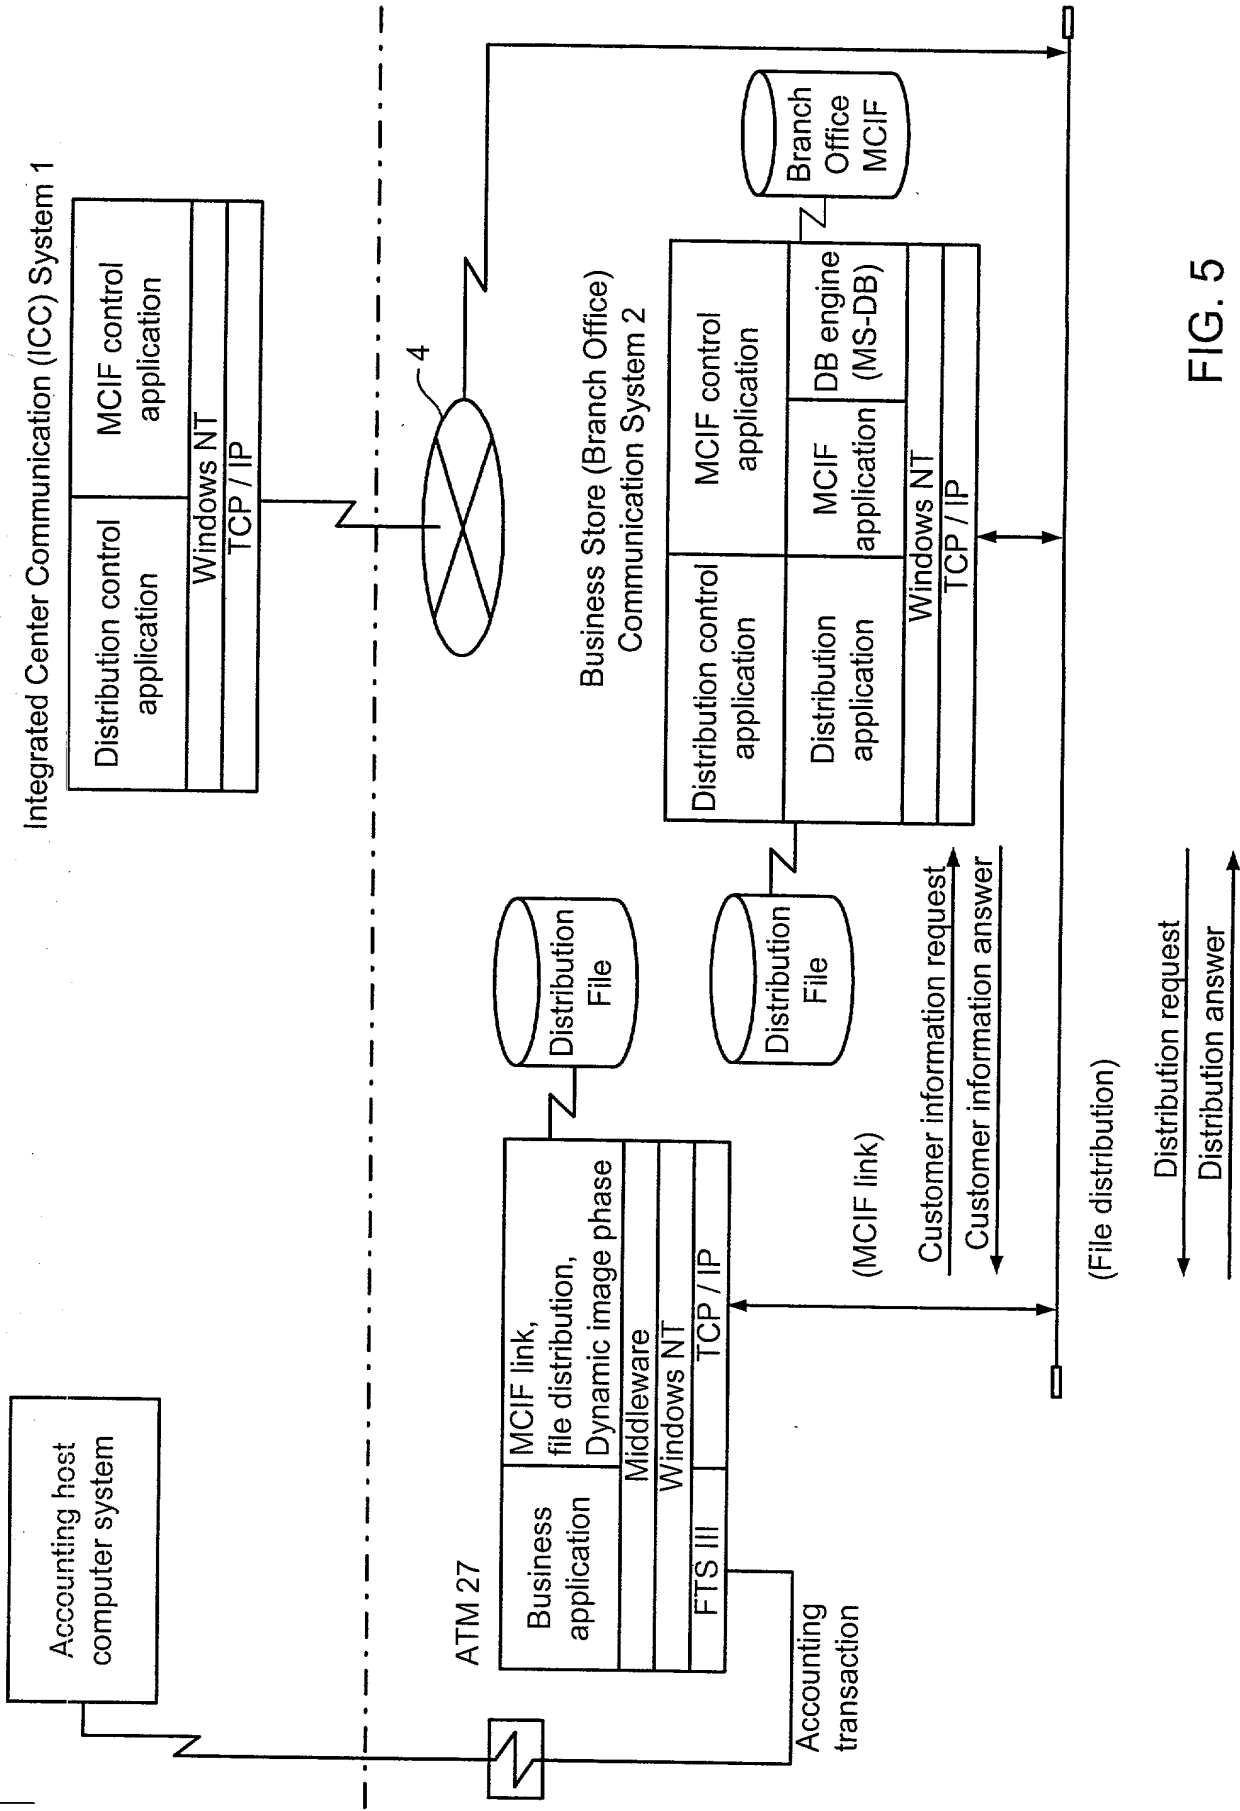 Accounting host
computer system
Integrated Center Communication (ICC) System 1
Distribution control
application
MCIF control
application
Windows NT
TCP / IP
4
ATM 27
Business
application
MCIF link,
file distribution,
Dynamic image phase
Middleware
Windows NT
FTS III
TCP / IP
Accounting
transaction
Distribution
File
Distribution
File
Business Store (Branch Office)
Communication System 2
Distribution control
application
MCIF control
application
Distribution
application
MCIF
application
DB engine
(MS-DB)
Windows NT
TCP / IP
Branch
Office
MCIF
(MCIF link)
Customer information request
Customer information answer
(File distribution)
Distribution request
Distribution answer
FIG. 5